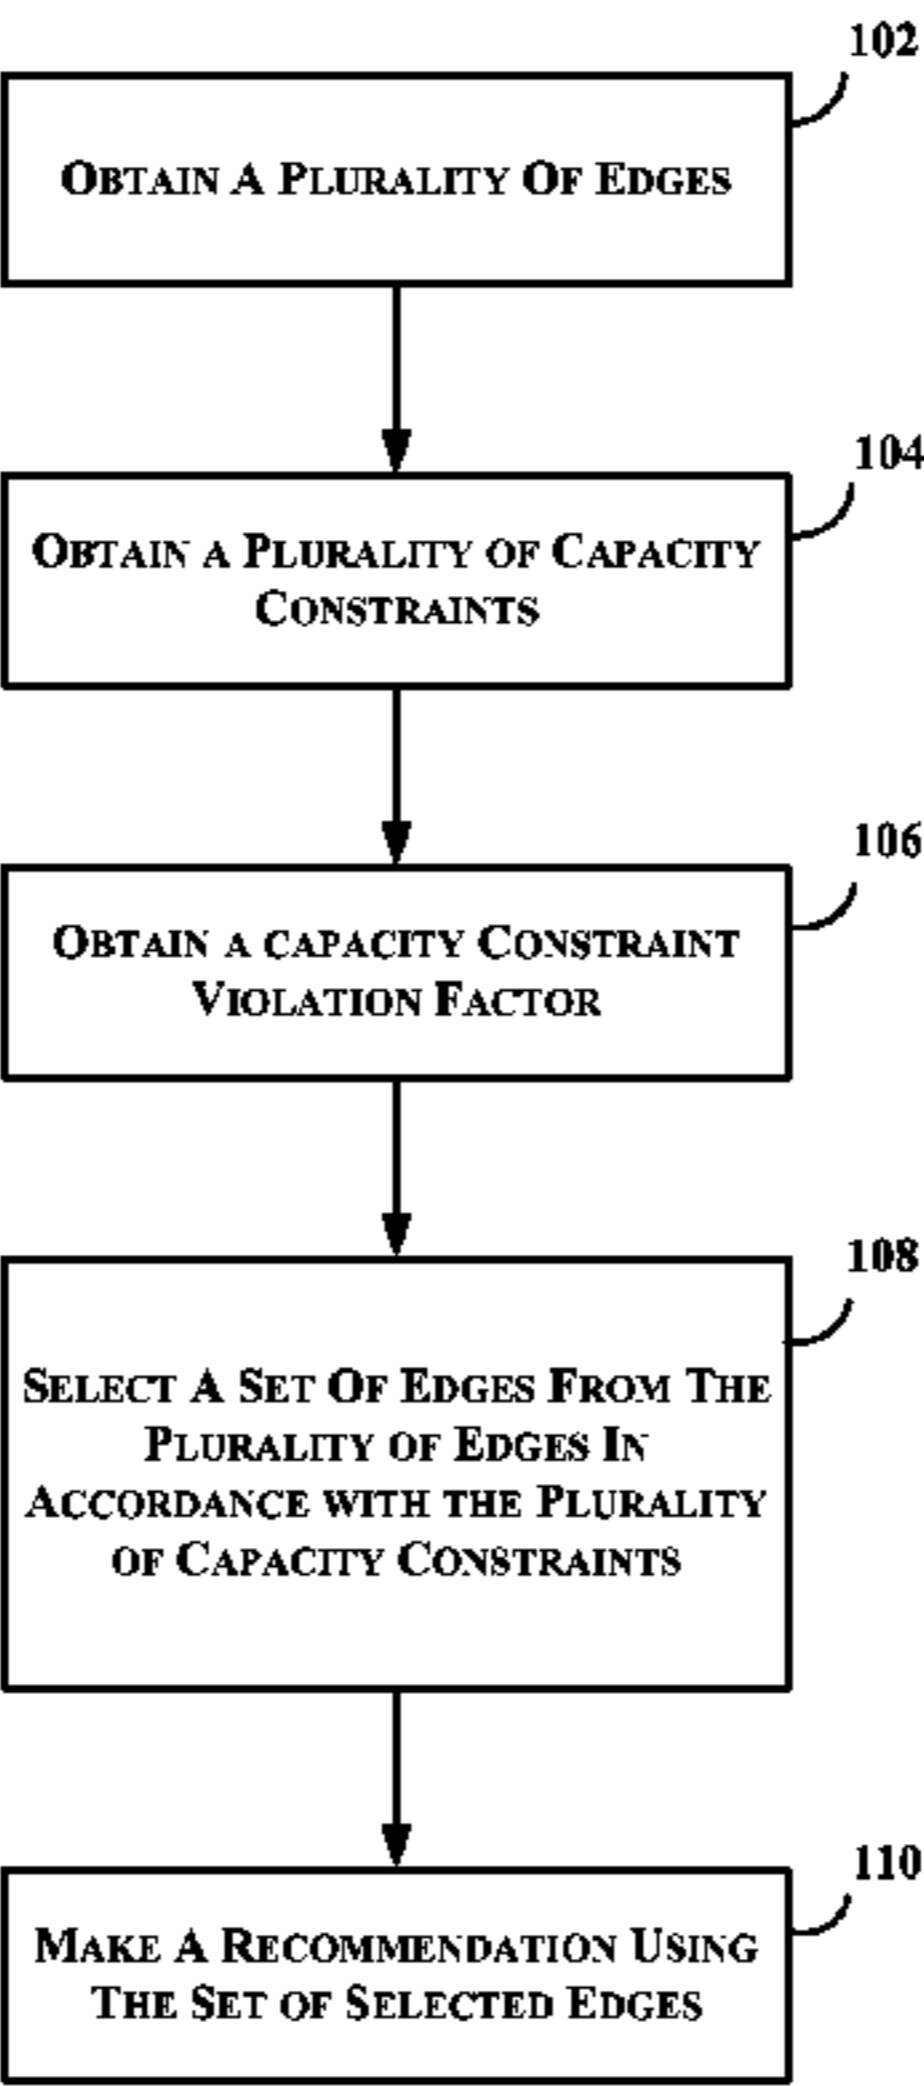 102
OBTAIN A PLURALITY OF EDGES
104
OBTAIN A PLURALITY OF CAPACITY
CONSTRAINTS
106
OBTAIN A CAPACITY CONSTRAINT
VIOLATION FACTOR
108
SELECT A SET OF EDGES FROM THE
PLURALITY OF EDGES IN
ACCORDANCE WITH THE PLURALITY
OF CAPACITY CONSTRAINTS
110
MAKE A RECOMMENDATION USING
THE SET OF SELECTED EDGES